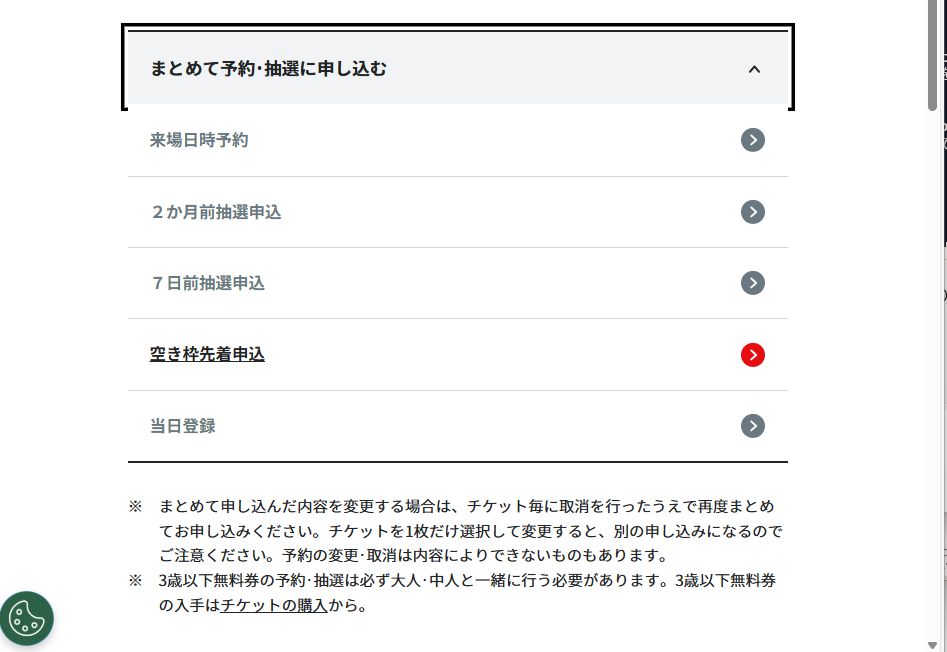 まとめて予約･抽選に申し込む
来場日時予約
２か月前抽選申込
７日前抽選申込
空き枠先着申込
当日登録
※ まとめて申し込んだ内容を変更する場合は、チケット毎に取消を行ったうえで再度まとめ
てお申し込みください。チケットを1枚だけ選択して変更すると、別の申し込みになるので
ご注意ください。予約の変更･取消は内容によりできないものもあります。
※ 3歳以下無料券の予約･抽選は必ず大人･中人と一緒に行う必要があります。3歳以下無料券
の入手はチケットの購入から。